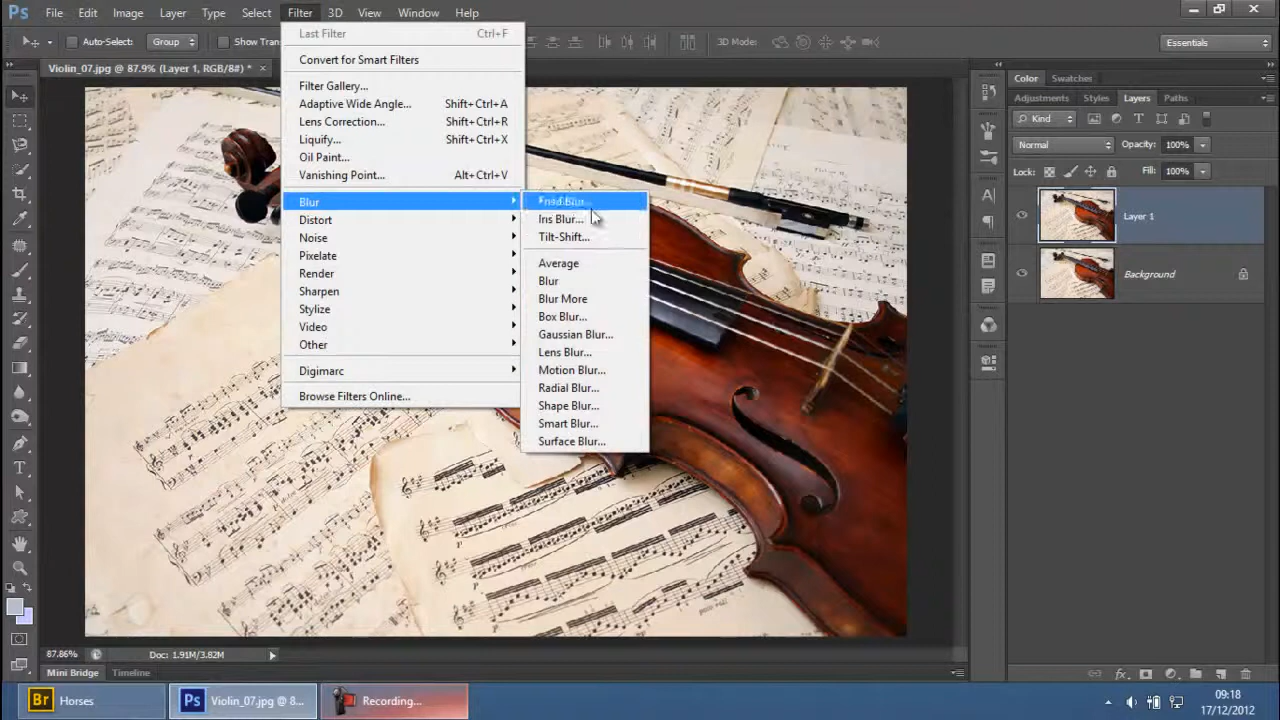 Ps File Edit Image Layer Type Select Filter 3D View Window Help
Auto-Select: Group Show Tran 3D Mode: Essentials
Violin_07.jpg @ 87.9% (Layer 1, RGB/8#) *
Last Filter Ctrl+F
Convert for Smart Filters
Filter Gallery...
Adaptive Wide Angle... Shift+Ctrl+A
Lens Correction... Shift+Ctrl+R
Liquify... Shift+Ctrl+X
Oil Paint...
Vanishing Point... Alt+Ctrl+V
Blur
Distort
Noise
Pixelate
Render
Sharpen
Stylize
Video
Other
Digimarc
Browse Filters Online...
Blur...
Iris Blur...
Tilt-Shift...
Average
Blur
Blur More
Box Blur...
Gaussian Blur...
Lens Blur...
Motion Blur...
Radial Blur...
Shape Blur...
Smart Blur...
Surface Blur...
Color Swatches
Adjustments Styles Layers Paths
Kind
Normal Opacity: 100%
Lock: Fill: 100%
Layer 1
Background
87.86% Doc: 1.91M/3.82M
Mini Bridge Timeline
Br Horses Ps Violin_07.jpg @ 8... Recording...
09:18
17/12/2012